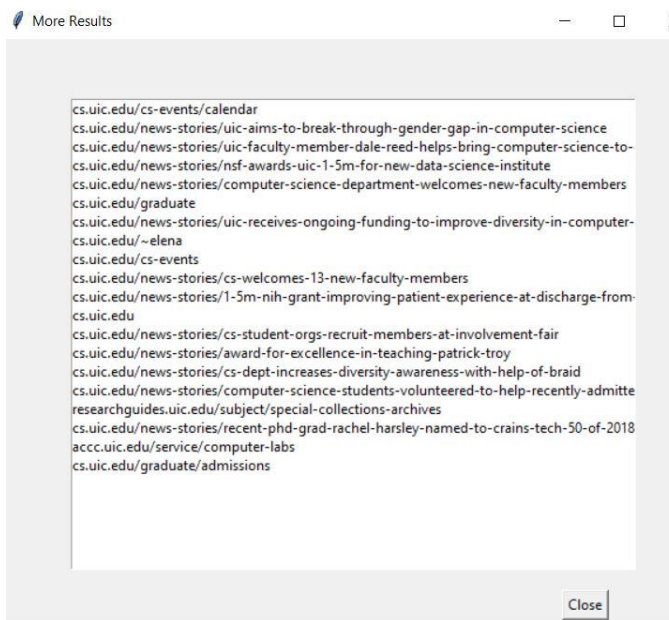 More Results
cs.uic.edu/cs-events/calendar
cs.uic.edu/news-stories/uic-aims-to-break-through-gender-gap-in-computer-science
cs.uic.edu/news-stories/uic-faculty-member-dale-reed-helps-bring-computer-science-to-
cs.uic.edu/news-stories/nsf-awards-uic-1-5m-for-new-data-science-institute
cs.uic.edu/news-stories/computer-science-department-welcomes-new-faculty-members
cs.uic.edu/graduate
cs.uic.edu/news-stories/uic-receives-ongoing-funding-to-improve-diversity-in-computer-
cs.uic.edu/~elena
cs.uic.edu/cs-events
cs.uic.edu/news-stories/cs-welcomes-13-new-faculty-members
cs.uic.edu/news-stories/1-5m-nih-grant-improving-patient-experience-at-discharge-from-
cs.uic.edu
cs.uic.edu/news-stories/cs-student-orgs-recruit-members-at-involvement-fair
cs.uic.edu/news-stories/award-for-excellence-in-teaching-patrick-troy
cs.uic.edu/news-stories/cs-dept-increases-diversity-awareness-with-help-of-braid
cs.uic.edu/news-stories/computer-science-students-volunteered-to-help-recently-admitte
researchguides.uic.edu/subject/special-collections-archives
cs.uic.edu/news-stories/recent-phd-grad-rachel-harsley-named-to-crains-tech-50-of-2018
accc.uic.edu/service/computer-labs
cs.uic.edu/graduate/admissions
Close